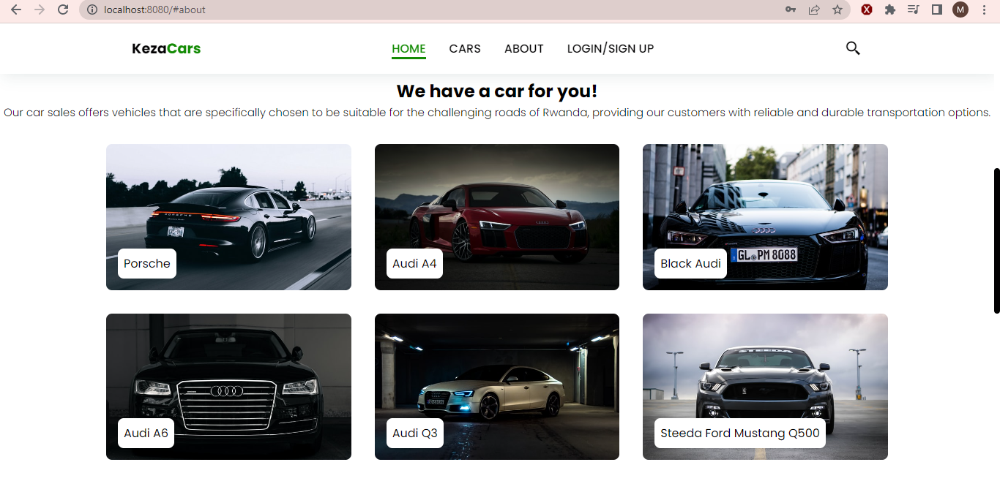 localhost:8080/#about
X
M
KezaCars
HOME
CARS
ABOUT
LOGIN/SIGN UP
We have a car for you!
Our car sales offers vehicles that are specifically chosen to be suitable for the challenging roads of Rwanda, providing our customers with reliable and durable transportation options.
PORSCHE
Porsche
Audi A4
GL PM 8088
Black Audi
Audi A6
Audi Q3
STEEDA
Steeda Ford Mustang Q500